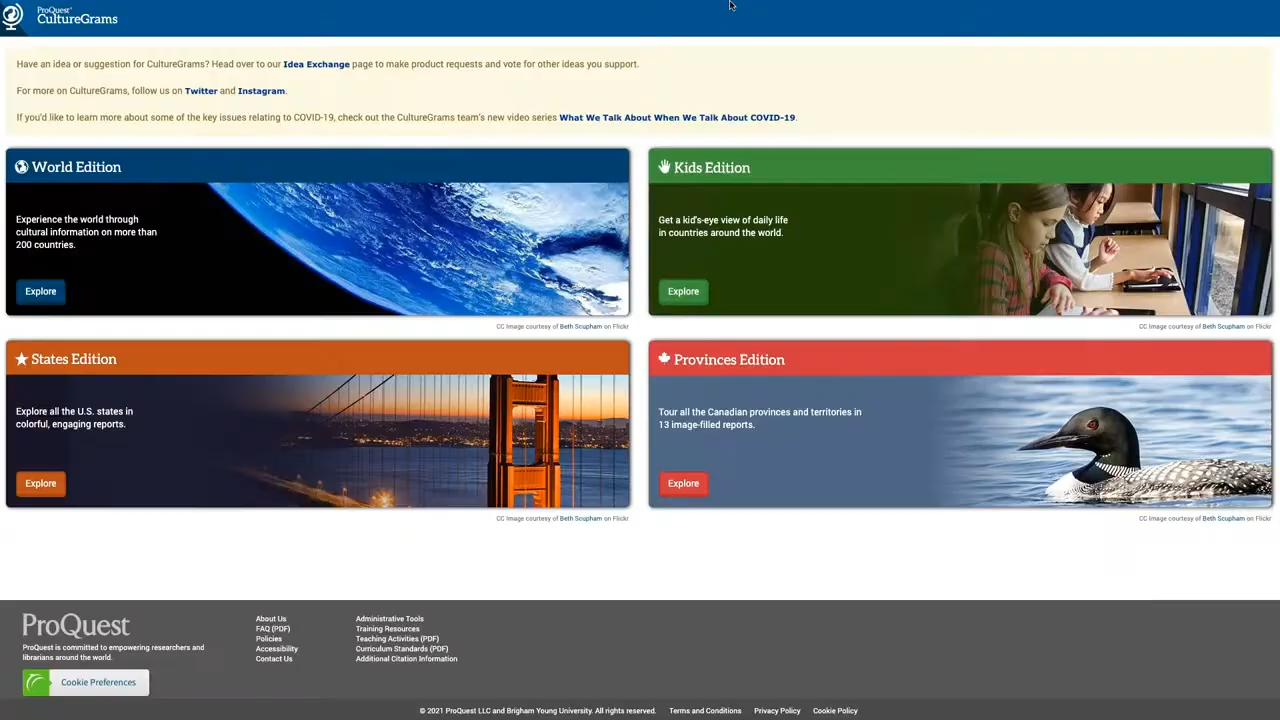 ProQuest
CultureGrams
Have an idea or suggestion for CultureGrams? Head over to our Idea Exchange page to make product requests and vote for other ideas you support.
For more on CultureGrams, follow us on Twitter and Instagram.
If you'd like to learn more about some of the key issues relating to COVID-19, check out the CultureGrams team's new video series What We Talk About When We Talk About COVID-19.
World Edition
Experience the world through
cultural information on more than
200 countries.
Explore
CC Image courtesy of Beth Scupham on Flickr
Kids Edition
Get a kid's-eye view of daily life
in countries around the world.
Explore
CC Image courtesy of Beth Scupham on Flickr
States Edition
Explore all the U.S. states in
colorful, engaging reports.
Explore
CC Image courtesy of Beth Scupham on Flickr
Provinces Edition
Tour all the Canadian provinces and territories in
13 image-filled reports.
Explore
CC Image courtesy of Beth Scupham on Flickr
ProQuest
ProQuest is committed to empowering researchers and
librarians around the world.
Cookie Preferences
About Us
FAQ (PDF)
Policies
Accessibility
Contact Us
Administrative Tools
Training Resources
Teaching Activities (PDF)
Curriculum Standards (PDF)
Additional Citation Information
© 2021 ProQuest LLC and Brigham Young University. All rights reserved. Terms and Conditions Privacy Policy Cookie Policy